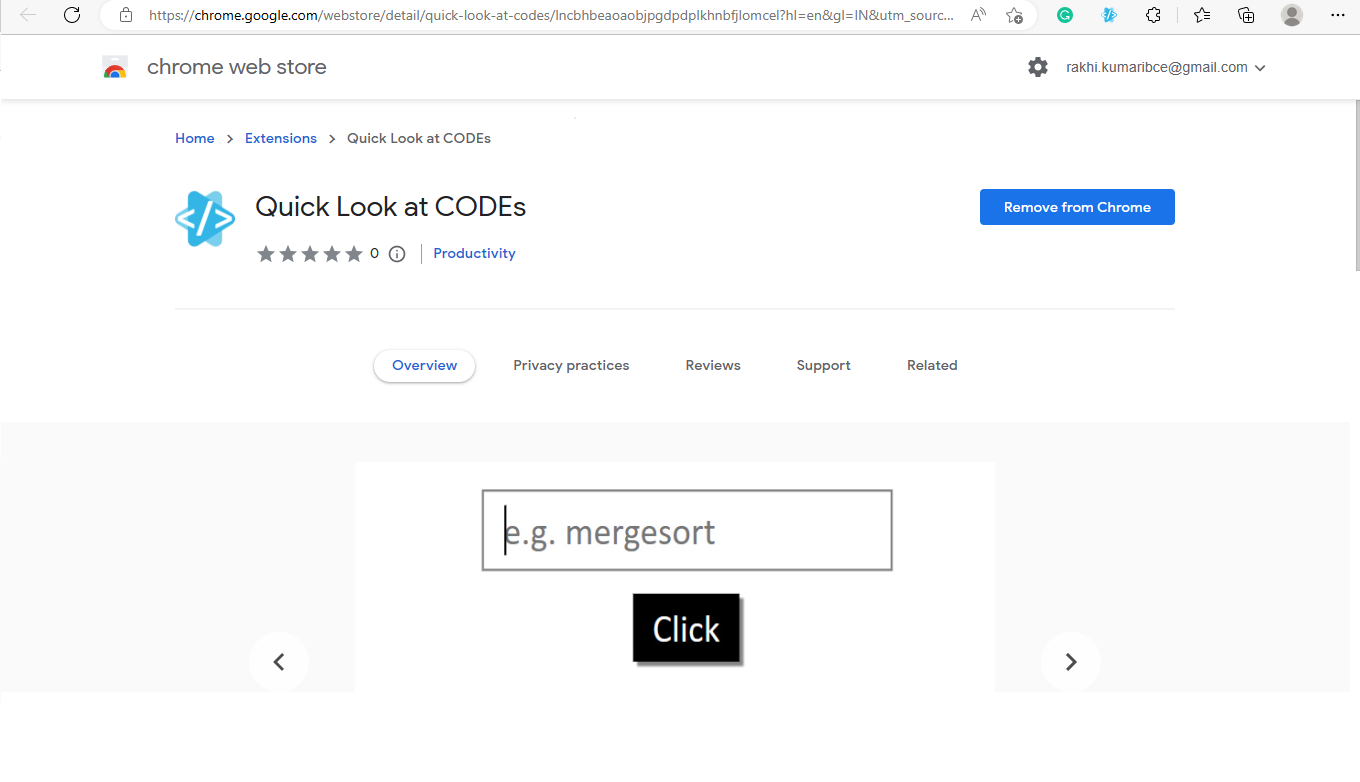 https://chrome.google.com/webstore/detail/quick-look-at-codes/lncbhbeaoaobjpgdpdplkhnbfjlomcel?hl=en&gl=IN&utm_sourc...
chrome web store
rakhi.kumaribce@gmail.com
Home > Extensions > Quick Look at CODEs
Quick Look at CODEs
Remove from Chrome
0
Productivity
Overview
Privacy practices
Reviews
Support
Related
e.g. mergesort
Click